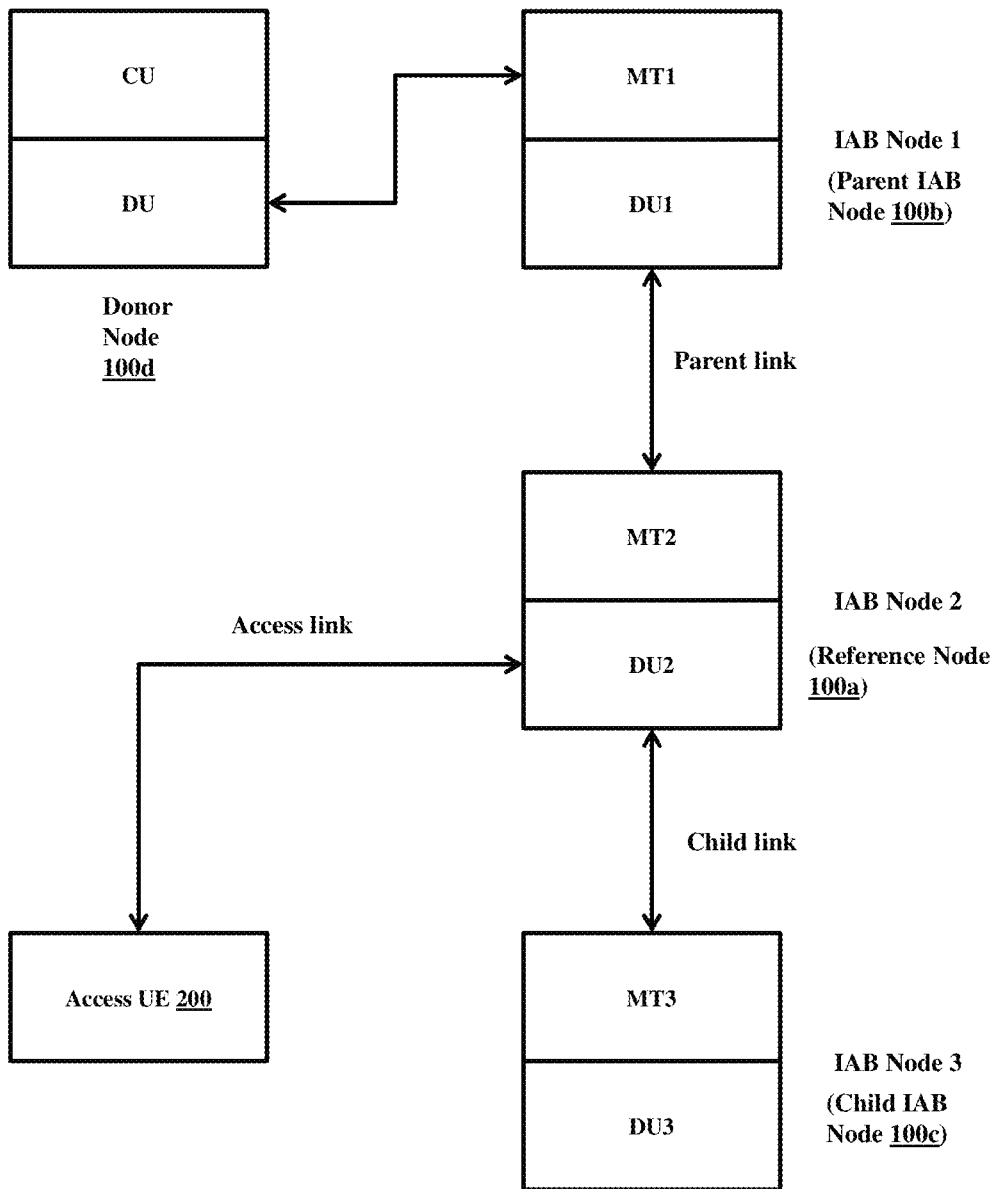 CU
DU
Donor
Node
100d
MT1
DU1
IAB Node 1
(Parent IAB
Node 100b)
Parent link
MT2
DU2
IAB Node 2
(Reference Node
100a)
Access link
Child link
Access UE 200
MT3
DU3
IAB Node 3
(Child IAB
Node 100c)